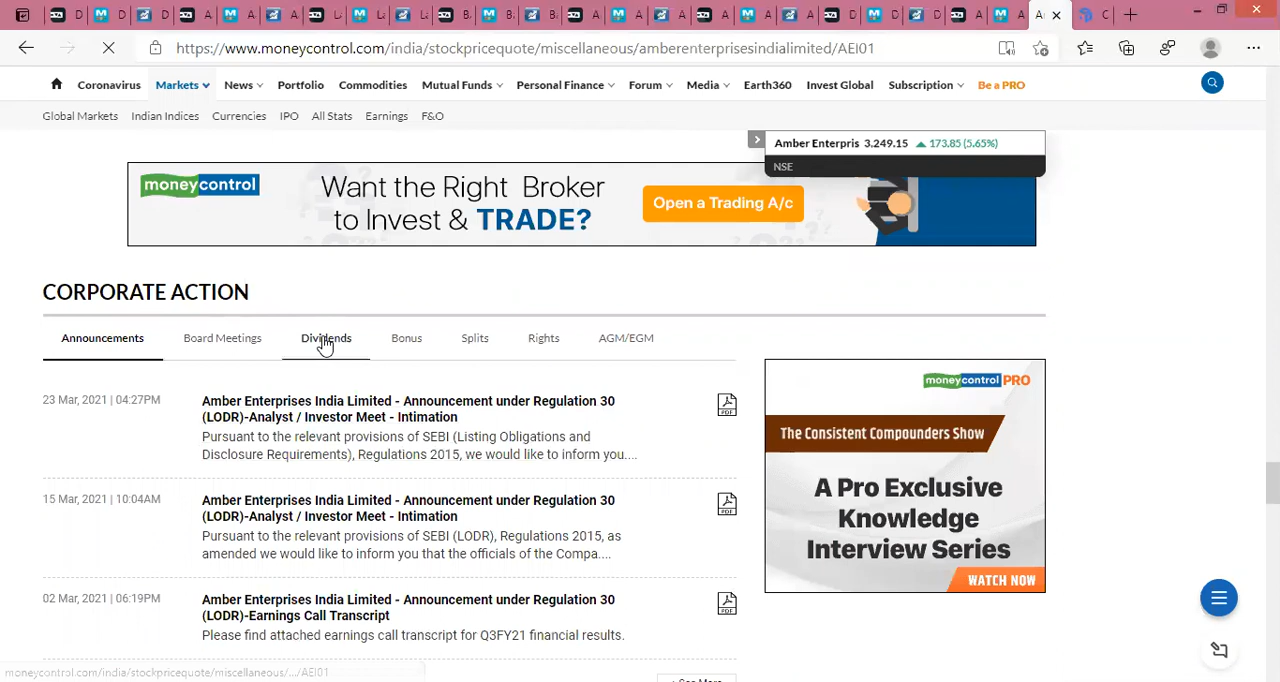 D
D
A
A
L
L
B
B
A
A
A
A
D
D
A
A
A
C
https://www.moneycontrol.com/india/stockpricequote/miscellaneous/amberenterprisesindialimited/AEI01
Coronavirus Markets News Portfolio Commodities Mutual Funds Personal Finance Forum Media Earth360 Invest Global Subscription Be a PRO
Global Markets Indian Indices Currencies IPO All Stats Earnings F&O
Amber Enterpris 3,249.15 173.85 (5.65%)
NSE
moneycontrol
Want the Right Broker
to Invest & TRADE?
Open a Trading A/c
CORPORATE ACTION
Announcements Board Meetings Dividends Bonus Splits Rights AGM/EGM
23 Mar, 2021 | 04:27PM
Amber Enterprises India Limited - Announcement under Regulation 30
(LODR)-Analyst / Investor Meet - Intimation
Pursuant to the relevant provisions of SEBI (Listing Obligations and
Disclosure Requirements), Regulations 2015, we would like to inform you....
PDF
15 Mar, 2021 | 10:04AM
Amber Enterprises India Limited - Announcement under Regulation 30
(LODR)-Analyst / Investor Meet - Intimation
Pursuant to the relevant provisions of SEBI (LODR), Regulations 2015, as
amended we would like to inform you that the officials of the Compa....
PDF
02 Mar, 2021 | 06:19PM
Amber Enterprises India Limited - Announcement under Regulation 30
(LODR)-Earnings Call Transcript
Please find attached earnings call transcript for Q3FY21 financial results.
PDF
See More
moneycontrol PRO
The Consistent Compounders Show
A Pro Exclusive
Knowledge
Interview Series
WATCH NOW
moneycontrol.com/india/stockpricequote/miscellaneous/.../AEI01